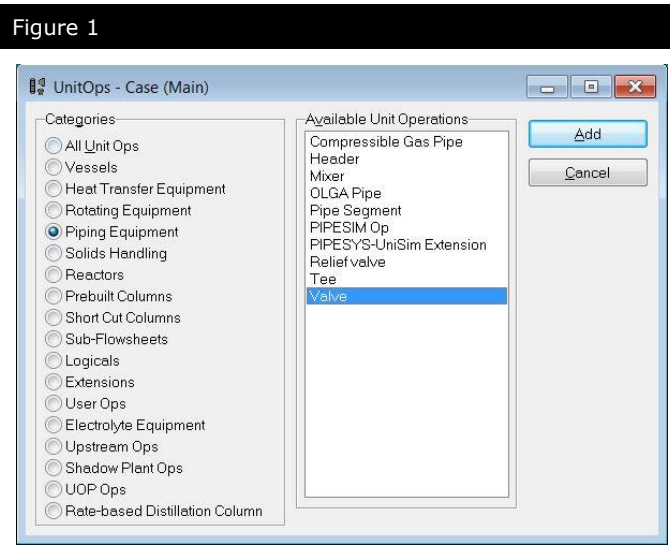 Figure 1
UnitOps - Case (Main)
Categories
All Unit Ops
Vessels
Heat Transfer Equipment
Rotating Equipment
Piping Equipment
Solids Handling
Reactors
Prebuilt Columns
Short Cut Columns
Sub-Flowsheets
Logicals
Extensions
User Ops
Electrolyte Equipment
Upstream Ops
Shadow Plant Ops
UOP Ops
Rate-based Distillation Column
Available Unit Operations
Compressible Gas Pipe
Header
Mixer
OLGA Pipe
Pipe Segment
PIPESIM Op
PIPESYS-UniSim Extension
Relief valve
Tee
Valve
Add
Cancel